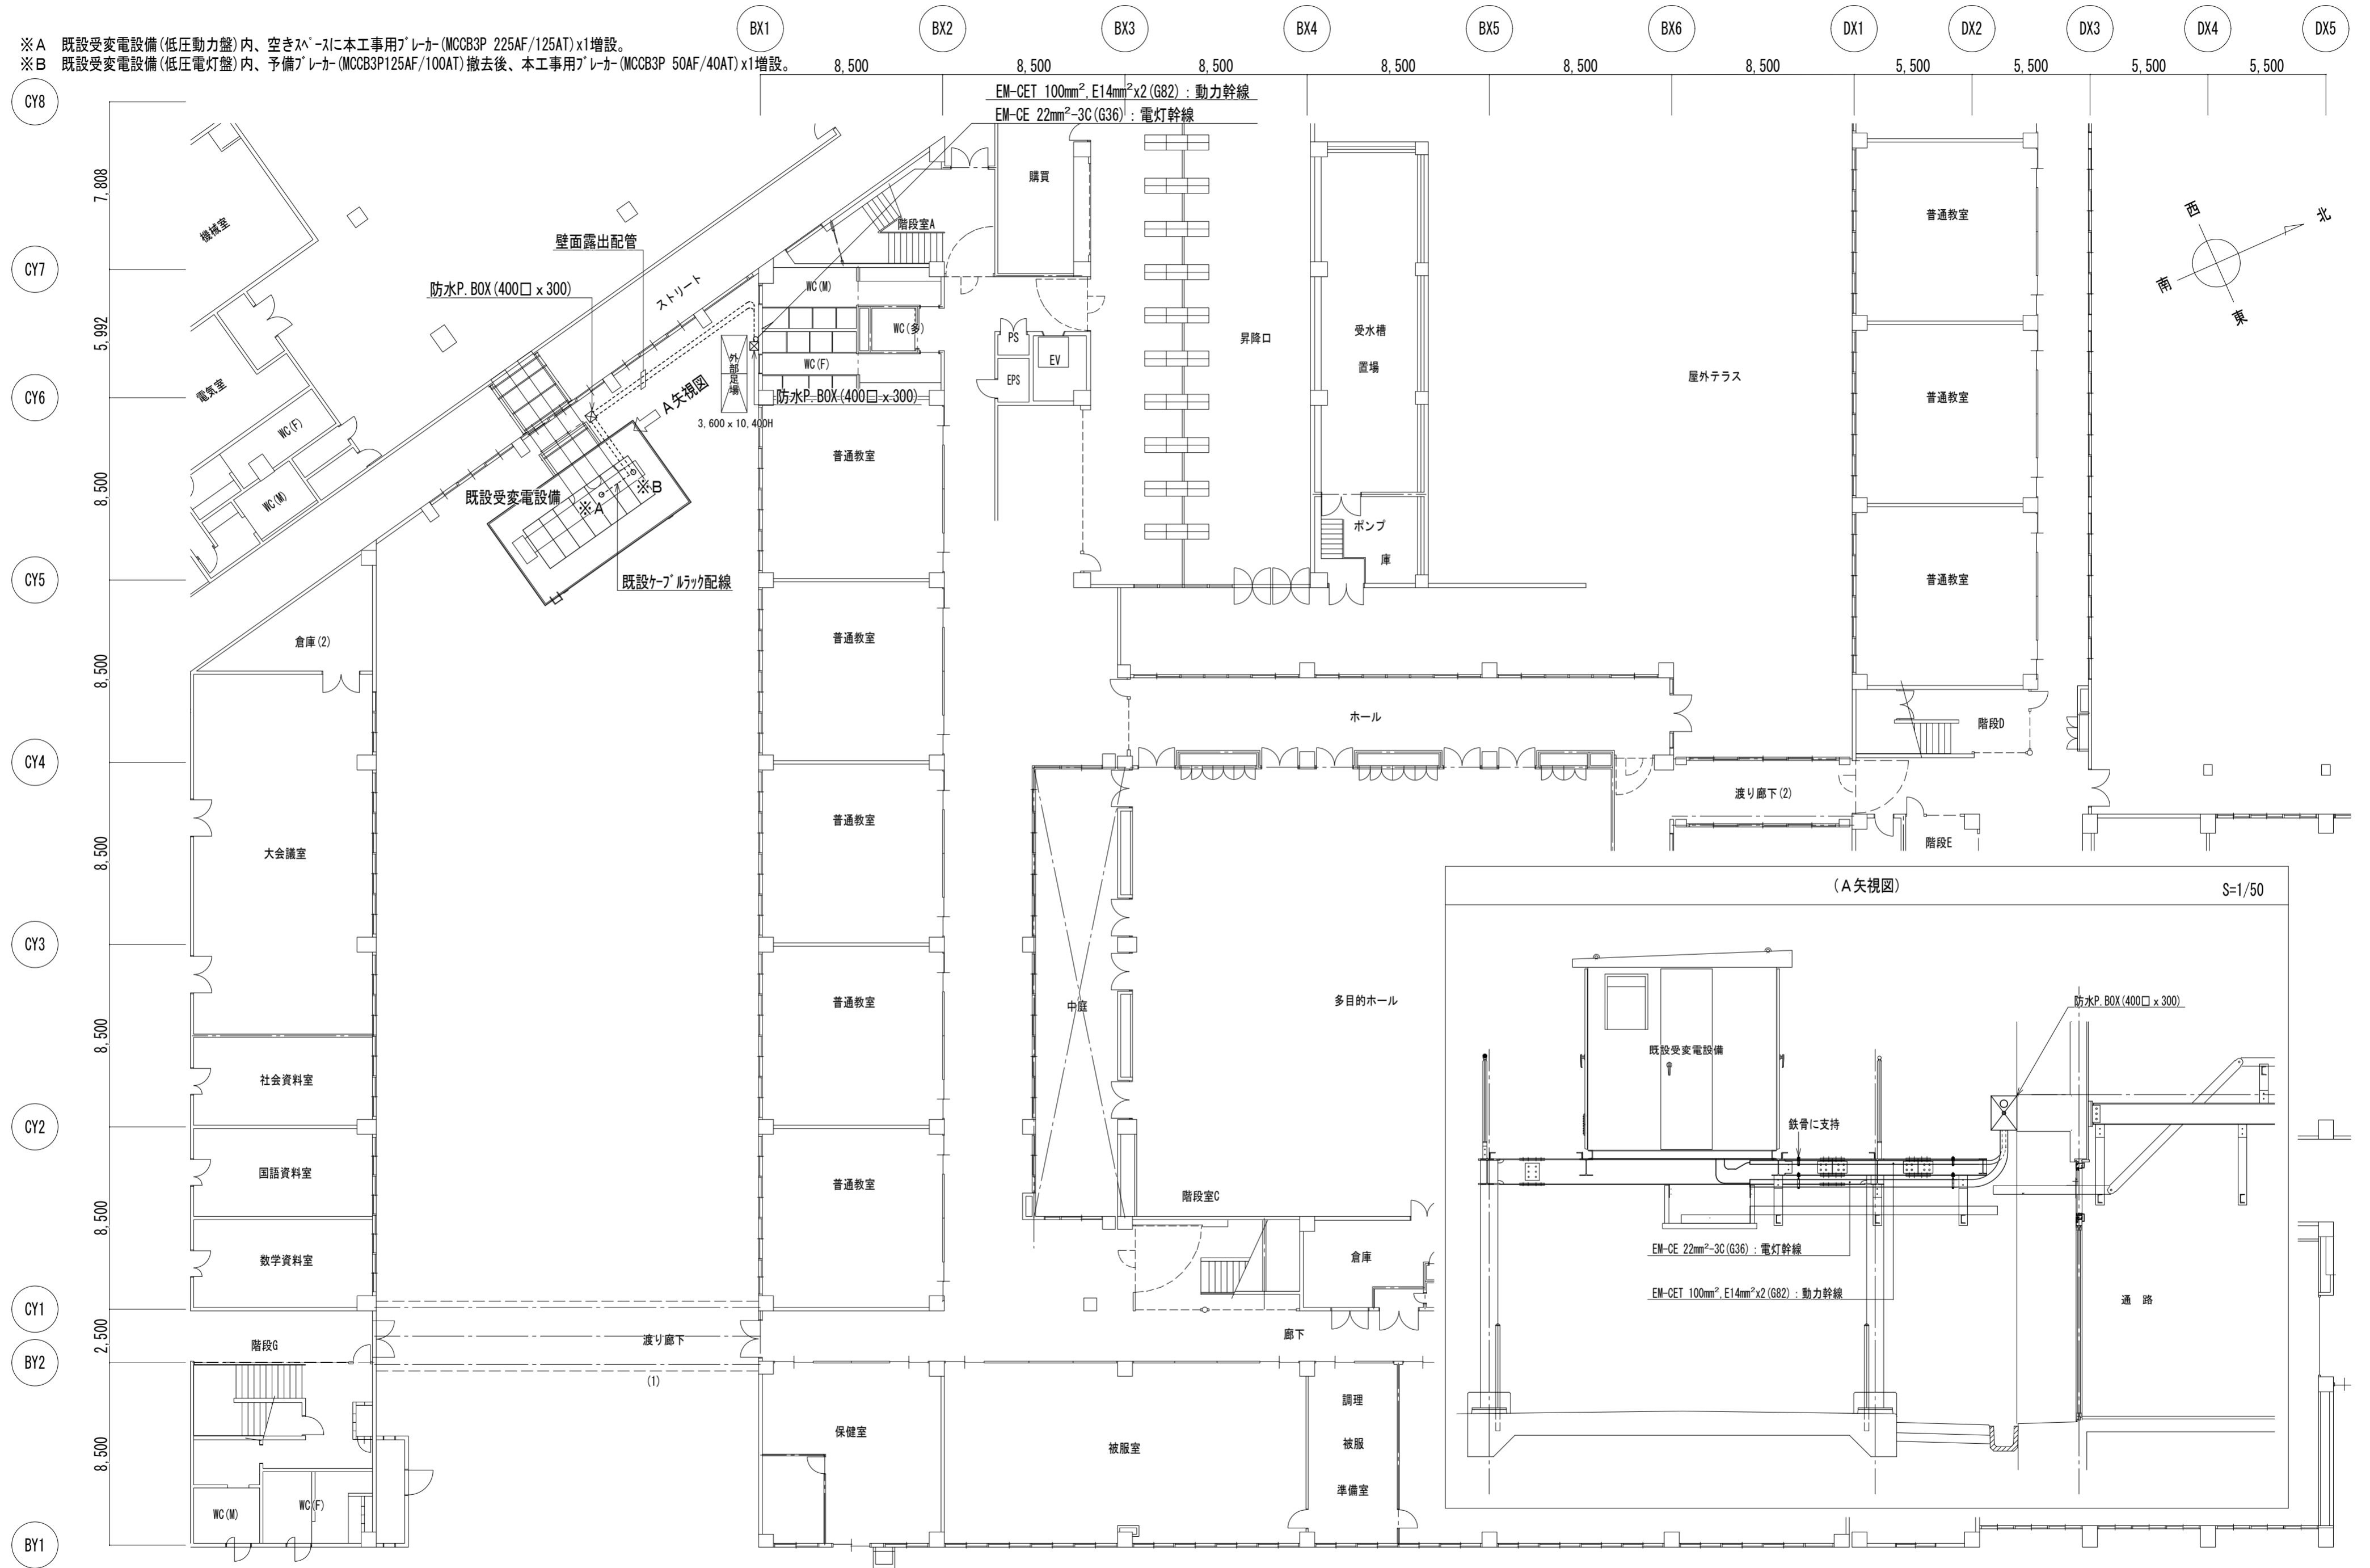 BX1 BX2 BX3 BX4 BX5 BX6 DX1 DX2 DX3 DX4 DX5
※A 既設受変電設備(低圧動力盤)内、空きスペースに本工事用ブレーカー(MCCB3P 225AF/125AT)x1増設。
※B 既設受変電設備(低圧電灯盤)内、予備ブレーカー(MCCB3P125AF/100AT)撤去後、本工事用ブレーカー(MCCB3P 50AF/40AT)x1増設。
8,500 8,500 8,500 8,500 8,500 8,500 5,500 5,500 5,500 5,500
CY8
EM-CET 100mm², E14mm²x2(G82) : 動力幹線
EM-CE 22mm²-3C(G36) : 電灯幹線
7,808
購買
機械室
階段室A
普通教室
西
北
南
東
壁面露出配管
CY7
ストリート
防水P.BOX(400□ x 300)
WC(M)
WC(多)
5,992
PS
EV
昇降口
受水槽
置場
外部足場
WC(F)
EPS
屋外テラス
電気室
A矢視図
CY6
防水P.BOX(400□ x 300)
普通教室
3,600 x 10,400H
WC(F)
普通教室
8,500
WC(M)
既設受変電設備
※A
※B
ポンプ
庫
CY5
既設ケーブルラック配線
普通教室
倉庫(2)
普通教室
8,500
ホール
階段D
CY4
渡り廊下(2)
大会議室
普通教室
8,500
階段E
(A矢視図)
S=1/50
CY3
中庭
多目的ホール
普通教室
防水P.BOX(400□ x 300)
8,500
既設受変電設備
社会資料室
CY2
鉄骨に支持
国語資料室
普通教室
階段室C
8,500
EM-CE 22mm²-3C(G36) : 電灯幹線
数学資料室
倉庫
EM-CET 100mm², E14mm²x2(G82) : 動力幹線
通 路
CY1
2,500
階段G
渡り廊下
廊下
BY2
(1)
8,500
保健室
被服室
調理
被服
準備室
WC(M)
WC(F)
BY1